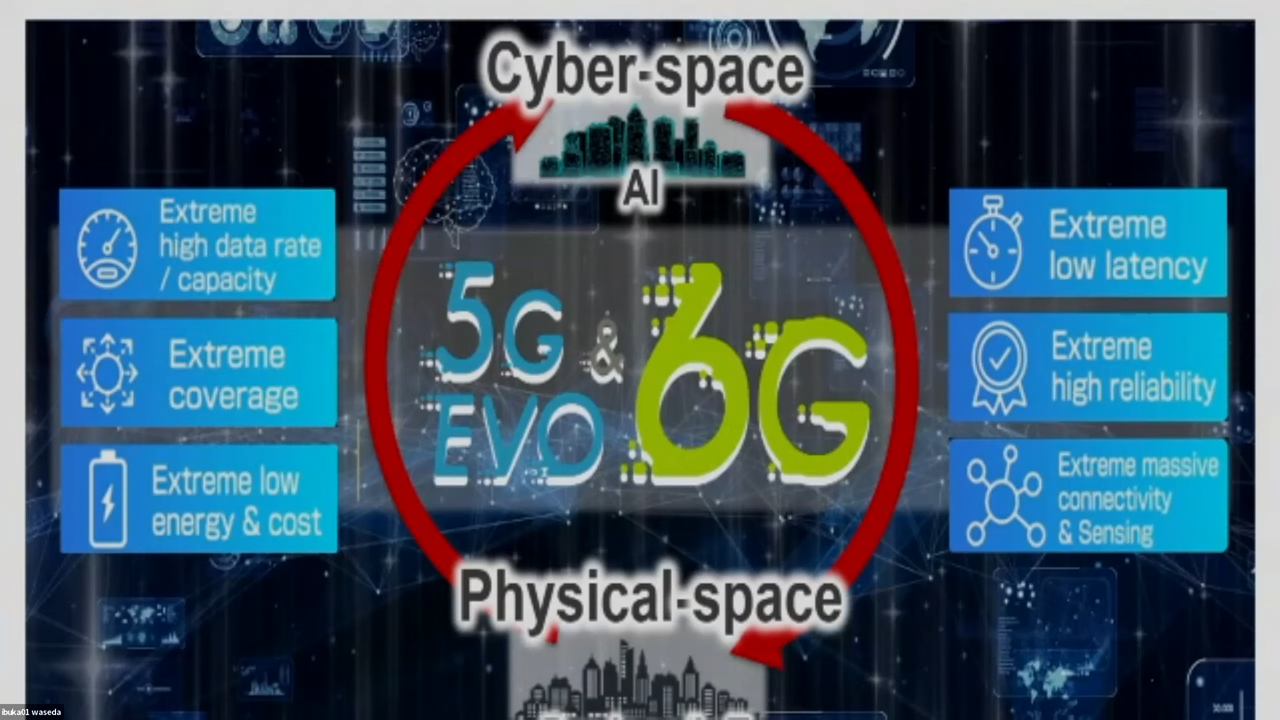 Cyber-space
AI
Extreme
high data rate
/ capacity
Extreme
coverage
Extreme low
energy & cost
5G & 6G
EVO
Extreme
low latency
Extreme
high reliability
Extreme massive
connectivity
& Sensing
Physical-space
ibuka01 waseda